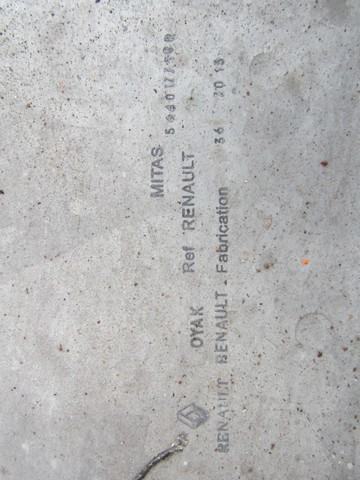 OYAK MITAS
Ref RENAULT
RENAULT RENAULT - Fabrication 36 2013